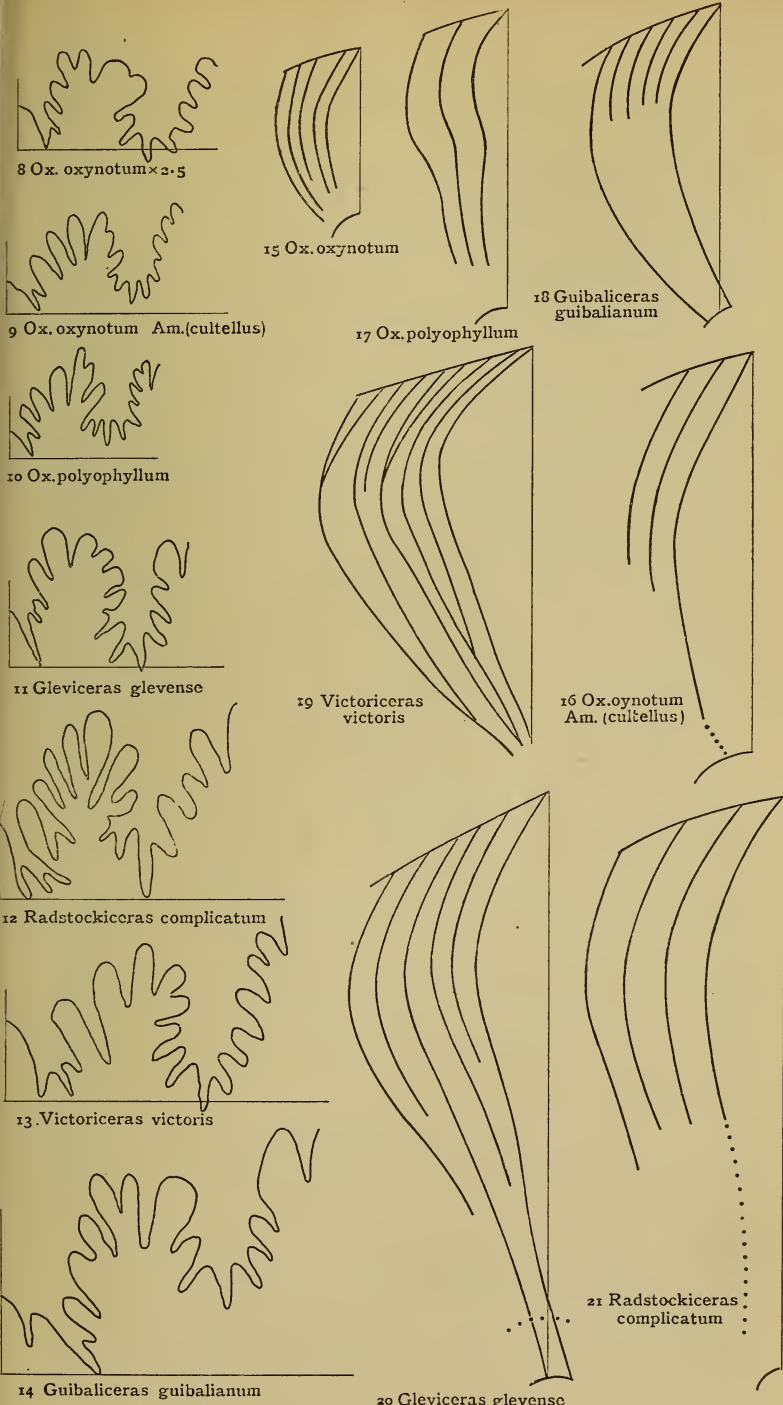 8 Ox. oxynotum×2·5
9 Ox. oxynotum Am.(cultellus)
10 Ox. polyophyllum
11 Gleviceras glevense
12 Radstockiceras complicatum
13. Victoriceras victoris
14 Guibaliceras guibalianum
15 Ox. oxynotum
17 Ox. polyophyllum
18 Guibaliceras
guibalianum
19 Victoriceras
victoris
16 Ox. oynotum
Am. (cultellus)
20 Gleviceras glevense
21 Radstockiceras
complicatum